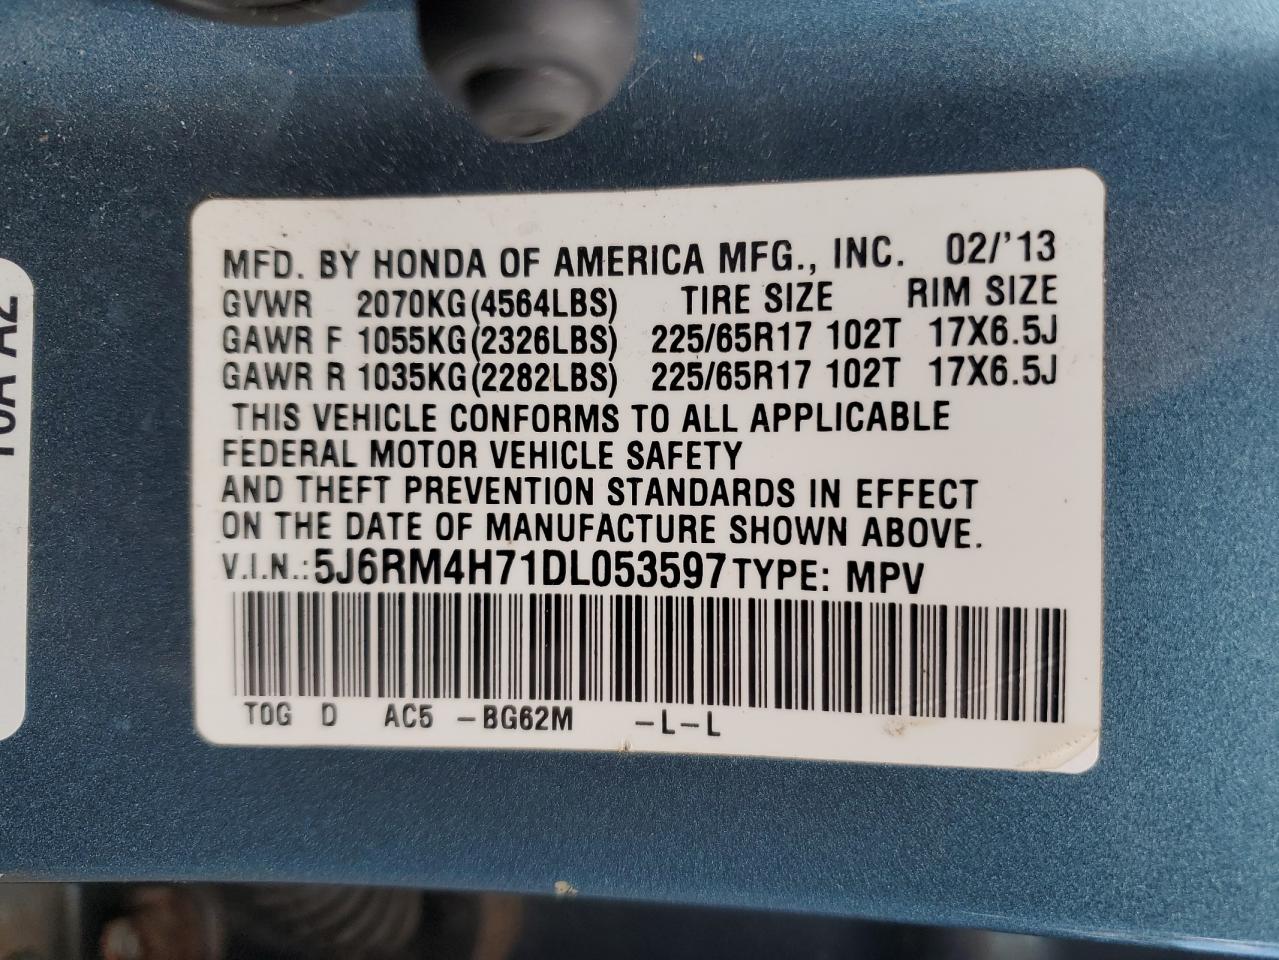 MFD. BY HONDA OF AMERICA MFG., INC. 02/'13
GVWR 2070KG(4564LBS) TIRE SIZE RIM SIZE
GAWR F 1055KG(2326LBS) 225/65R17 102T 17X6.5J
GAWR R 1035KG(2282LBS) 225/65R17 102T 17X6.5J
THIS VEHICLE CONFORMS TO ALL APPLICABLE
FEDERAL MOTOR VEHICLE SAFETY
AND THEFT PREVENTION STANDARDS IN EFFECT
ON THE DATE OF MANUFACTURE SHOWN ABOVE.
V.I.N.: 5J6RM4H71DL053597 TYPE: MPV
T0G D AC5 -BG62M -L-L
A2